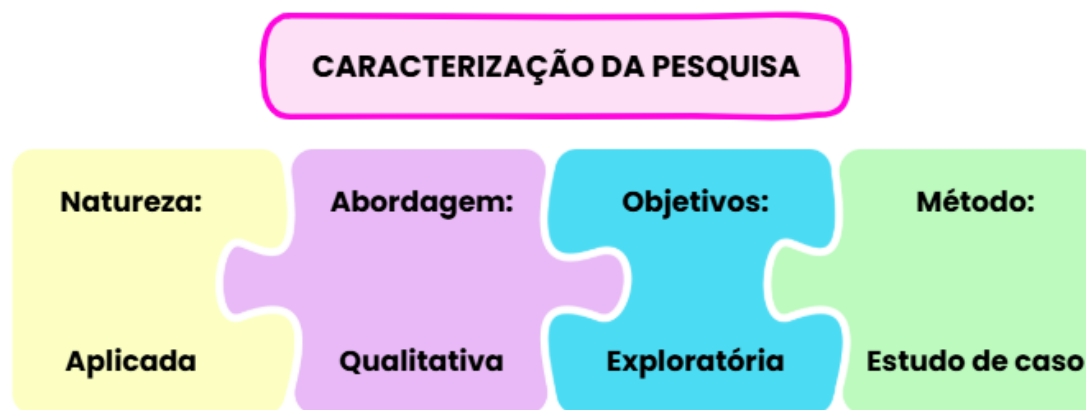 CARACTERIZAÇÃO DA PESQUISA
Natureza:
Aplicada
Abordagem:
Qualitativa
Objetivos:
Exploratória
Método:
Estudo de caso